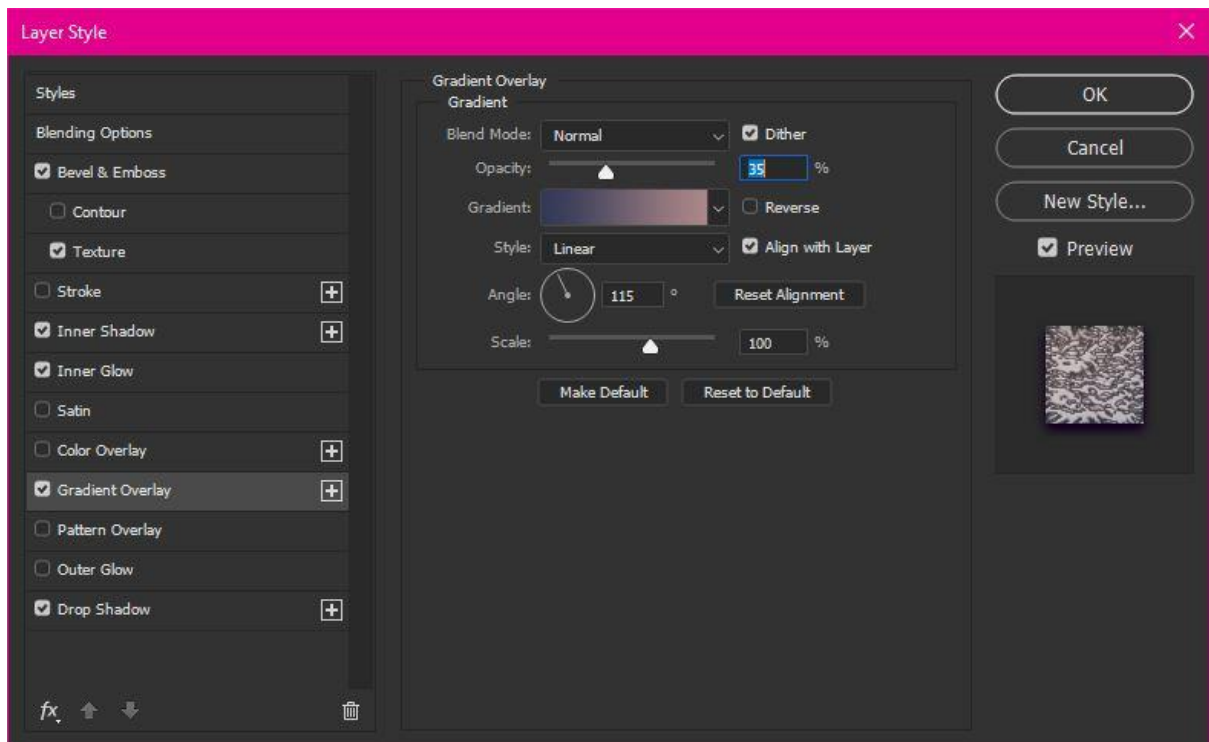 Layer Style
Styles
Blending Options
Bevel & Emboss
Contour
Texture
Stroke
Inner Shadow
Inner Glow
Satin
Color Overlay
Gradient Overlay
Pattern Overlay
Outer Glow
Drop Shadow
fx
Gradient Overlay
Gradient
Blend Mode: Normal Dither
Opacity: 35 %
Gradient: Reverse
Style: Linear Align with Layer
Angle: 115 ° Reset Alignment
Scale: 100 %
Make Default Reset to Default
OK
Cancel
New Style...
Preview